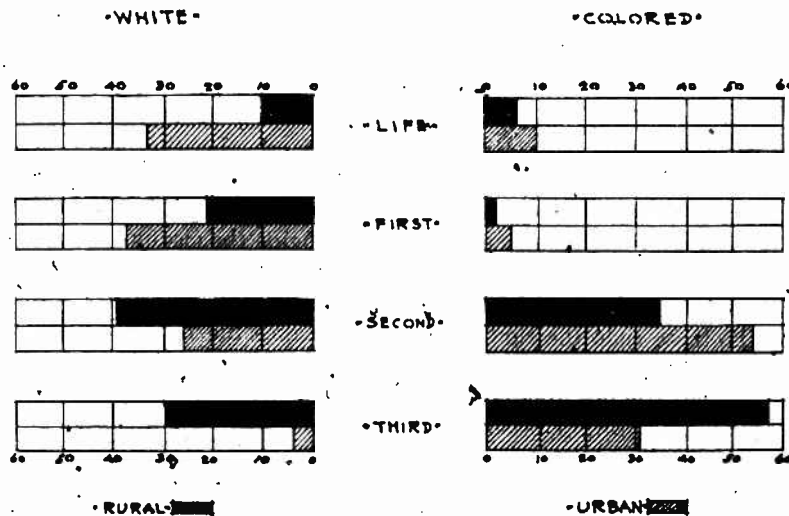 ·WHITE·   ·COLORED·
60 50 40 30 20 10 0   0 10 20 30 40 50 60
·LIFE·
·FIRST·
·SECOND·
·THIRD·
60 50 40 30 20 10 0   0 10 20 30 40 50 60
·RURAL·   ·URBAN·